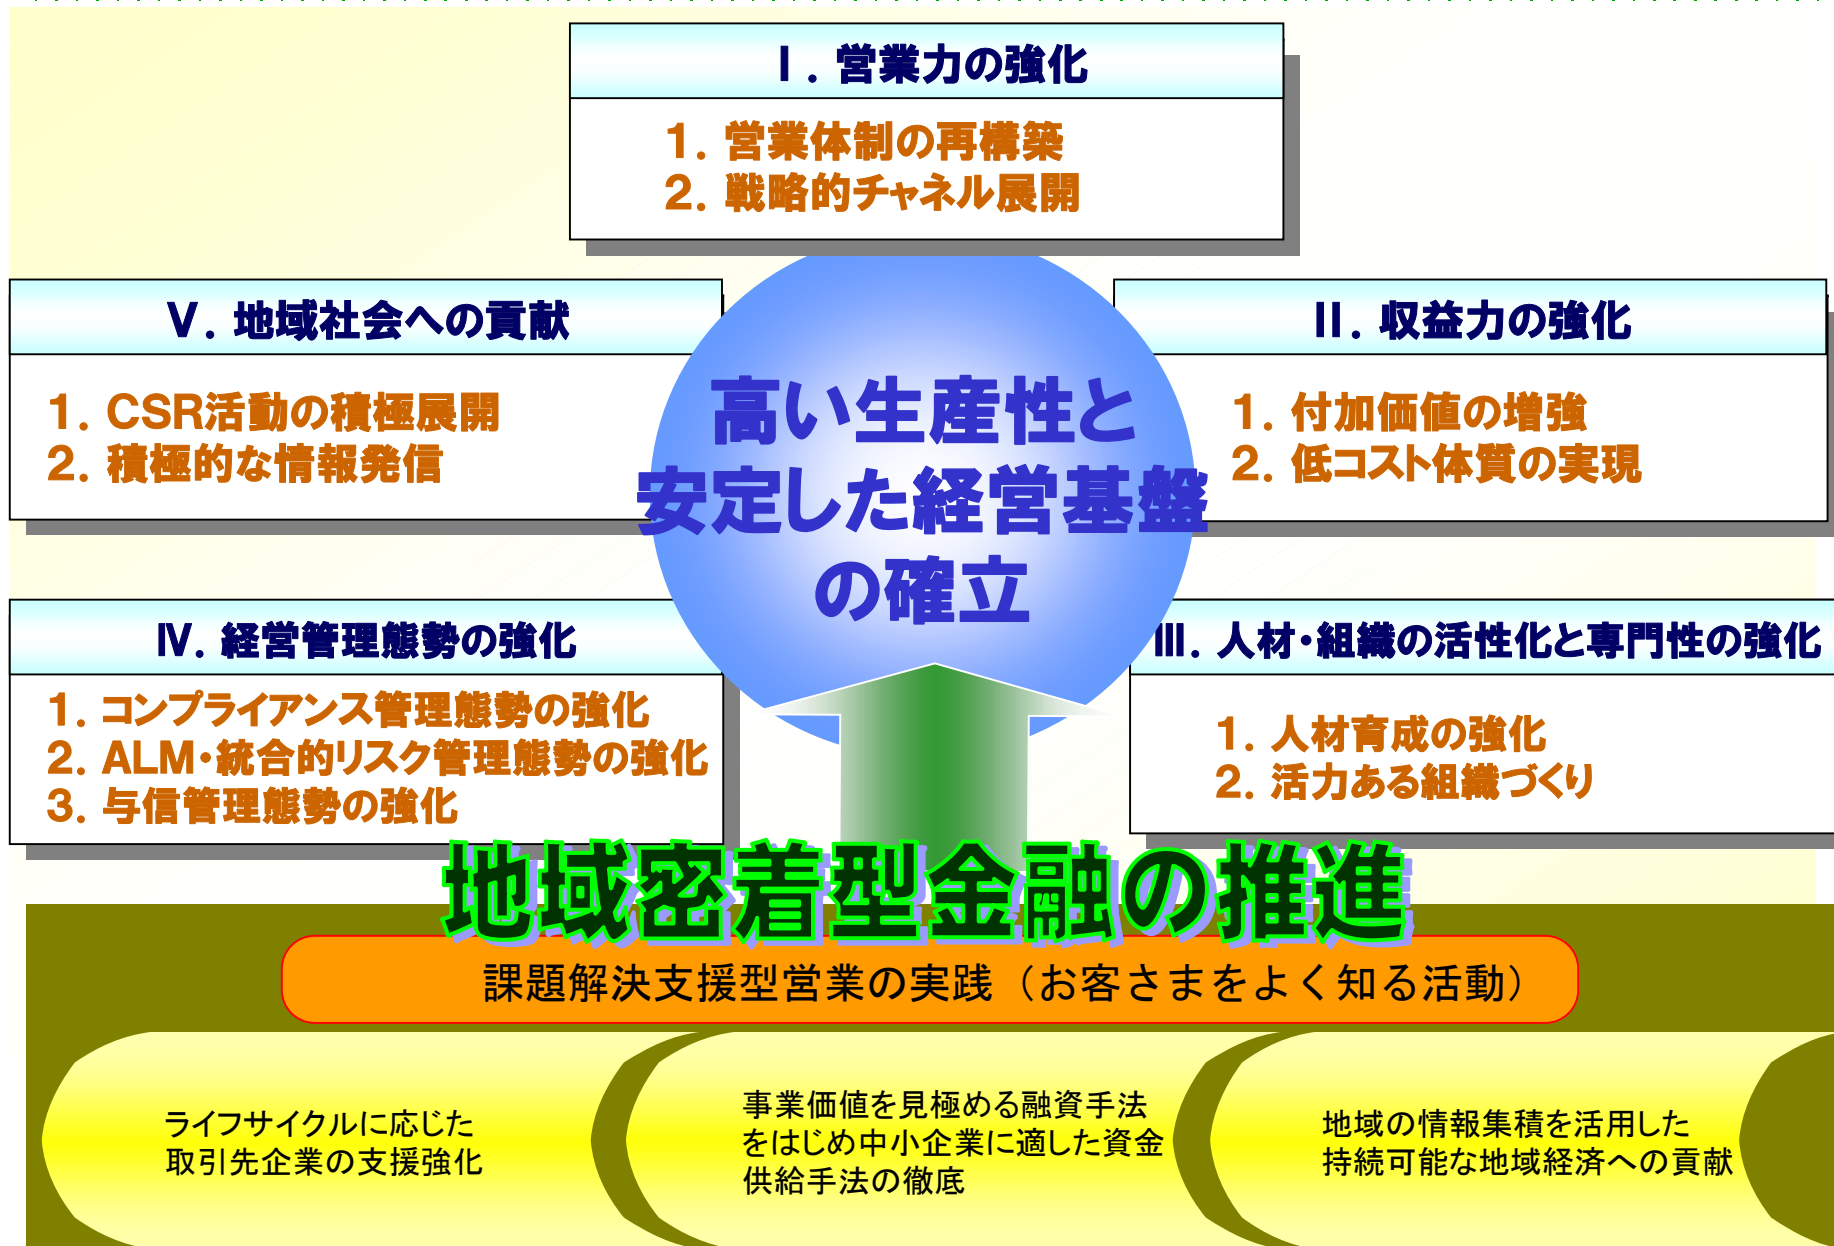 Ⅰ. 営業力の強化
1. 営業体制の再構築
2. 戦略的チャネル展開
Ⅴ. 地域社会への貢献
1. CSR活動の積極展開
2. 積極的な情報発信
Ⅱ. 収益力の強化
1. 付加価値の増強
2. 低コスト体質の実現
高い生産性と
安定した経営基盤
の確立
Ⅳ. 経営管理態勢の強化
1. コンプライアンス管理態勢の強化
2. ALM・統合的リスク管理態勢の強化
3. 与信管理態勢の強化
Ⅲ. 人材・組織の活性化と専門性の強化
1. 人材育成の強化
2. 活力ある組織づくり
地域密着型金融の推進
課題解決支援型営業の実践（お客さまをよく知る活動）
ライフサイクルに応じた
取引先企業の支援強化
事業価値を見極める融資手法
をはじめ中小企業に適した資金
供給手法の徹底
地域の情報集積を活用した
持続可能な地域経済への貢献